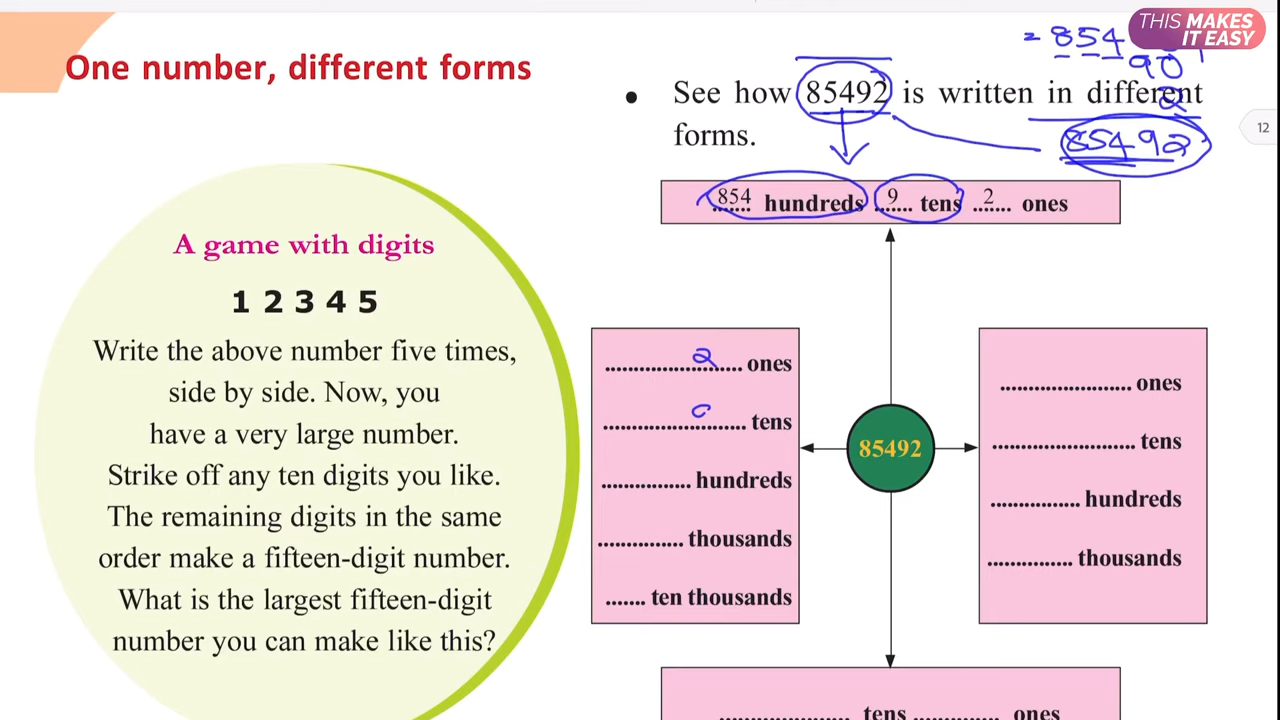 THIS MAKES
IT EASY
One number, different forms
= 854
90
2
85492
• See how 85492 is written in different
forms.
12
854 hundreds 9 tens 2 ones
A game with digits
1 2 3 4 5
Write the above number five times,
side by side. Now, you
have a very large number.
Strike off any ten digits you like.
The remaining digits in the same
order make a fifteen-digit number.
What is the largest fifteen-digit
number you can make like this?
2 ones
........................... tens
................ hundreds
............... thousands
....... ten thousands
85492
........................ ones
.......................... tens
................ hundreds
............... thousands
........................ tens ................ ones